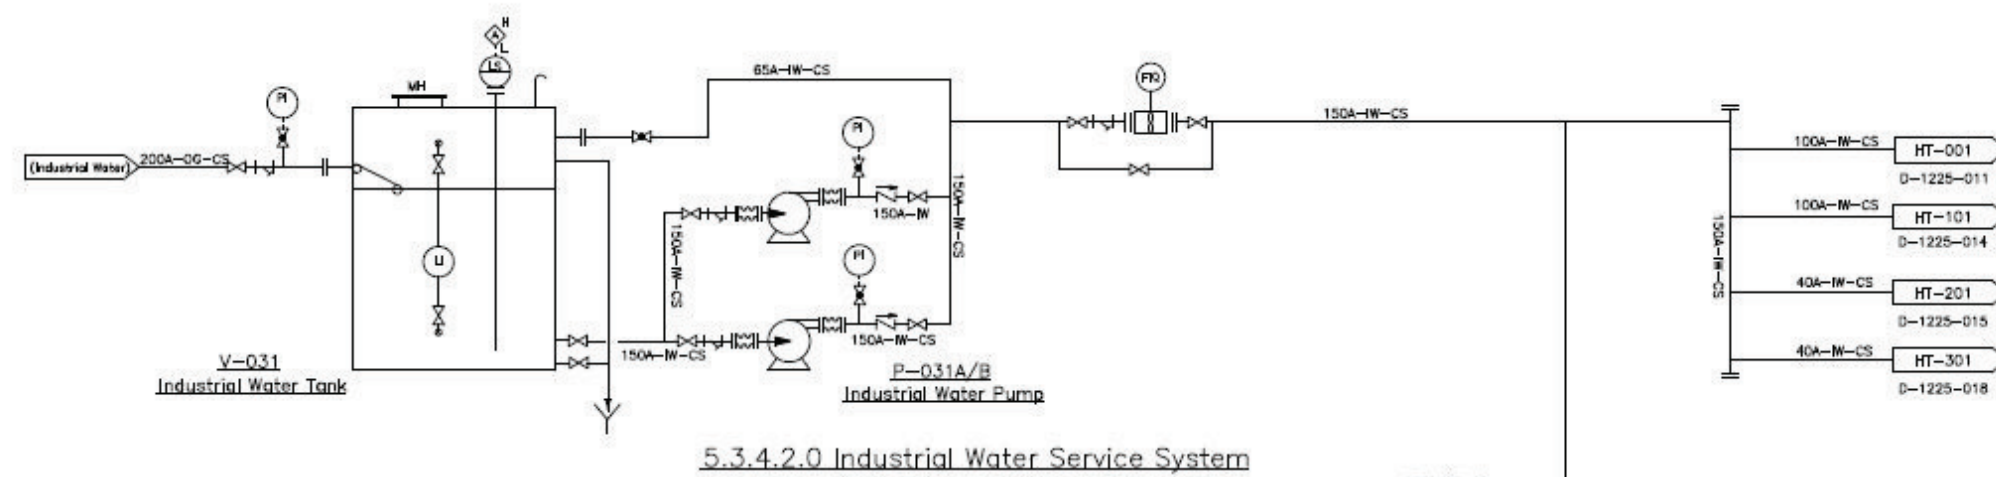 H
A
L
LS
MH
PI
(Industrial Water)
200A-OG-CS
LI
V-031
Industrial Water Tank
65A-IW-CS
PI
150A-IW
150A-IW-CS
150A-IW-CS
PI
150A-IW-CS
150A-IW-CS
P-031A/B
Industrial Water Pump
150A-IW-CS
FIQ
150A-IW-CS
150A-IW-CS
100A-IW-CS
HT-001
D-1225-011
100A-IW-CS
HT-101
D-1225-014
40A-IW-CS
HT-201
D-1225-015
40A-IW-CS
HT-301
D-1225-018
5.3.4.2.0 Industrial Water Service System